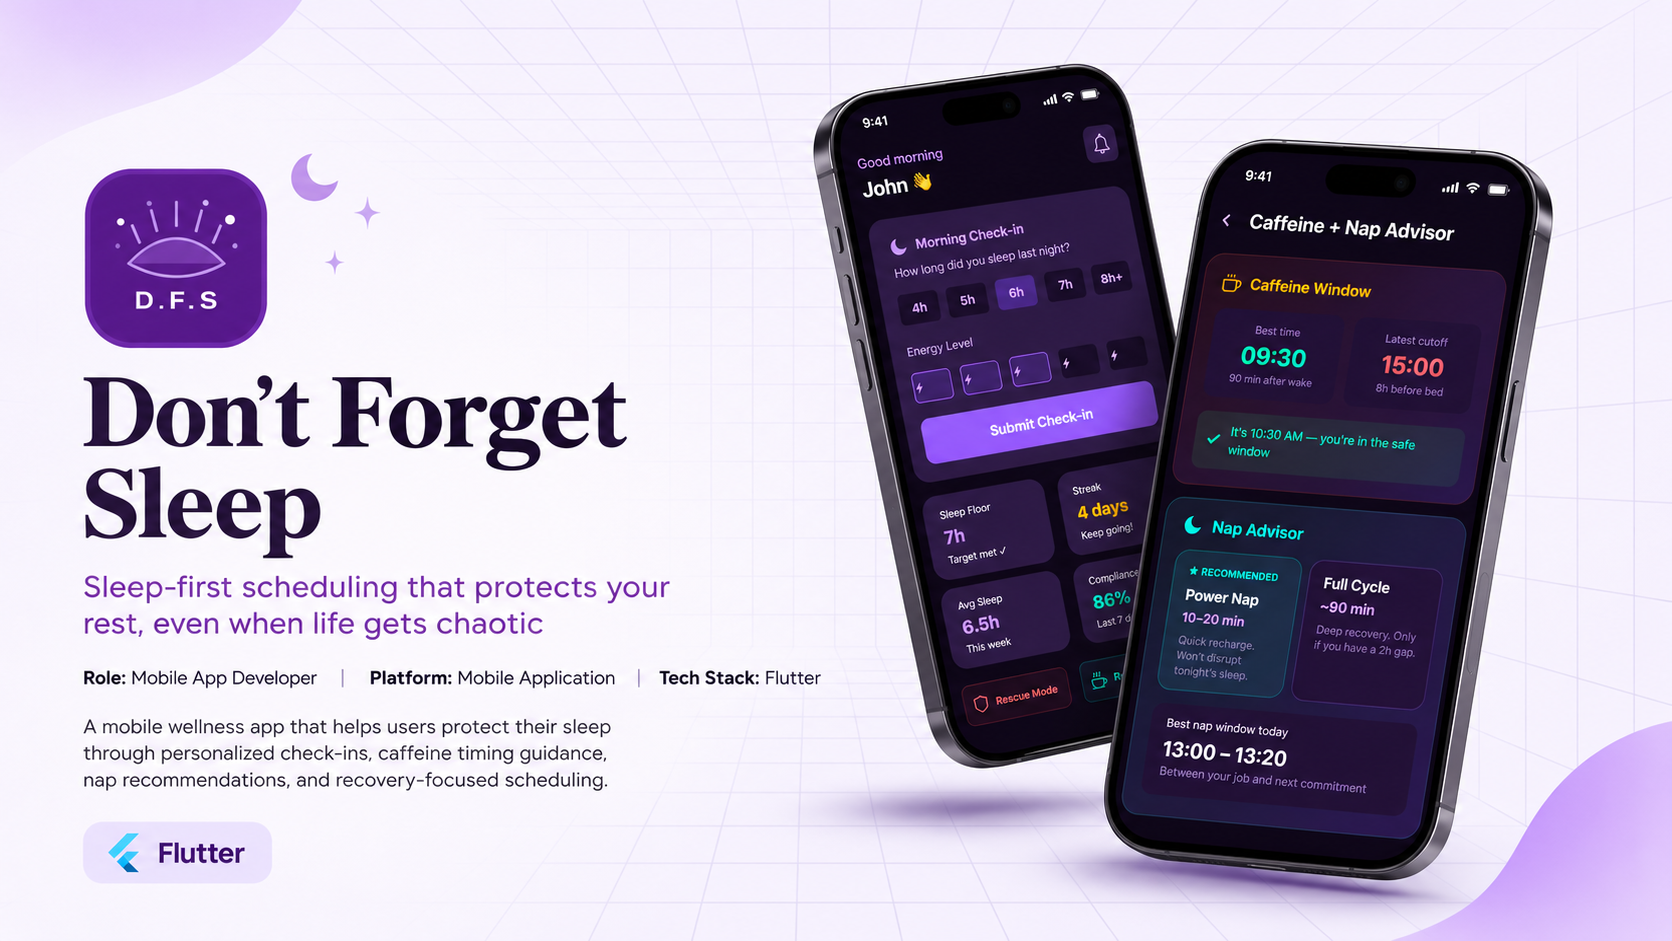 D.F.S
Don't Forget
Sleep
Sleep-first scheduling that protects your
rest, even when life gets chaotic
Role: Mobile App Developer | Platform: Mobile Application | Tech Stack: Flutter
A mobile wellness app that helps users protect their sleep
through personalized check-ins, caffeine timing guidance,
nap recommendations, and recovery-focused scheduling.
Flutter
9:41
Good morning
John 👋
Morning Check-in
How long did you sleep last night?
4h 5h 6h 7h 8h+
Energy Level
Submit Check-in
Sleep Floor
7h
Target met ✓
Streak
4 days
Keep going!
Avg Sleep
6.5h
This week
Compliance
86%
Last 7 d
Rescue Mode
9:41
Caffeine + Nap Advisor
Caffeine Window
Best time
09:30
90 min after wake
Latest cutoff
15:00
8h before bed
It's 10:30 AM — you're in the safe
window
Nap Advisor
★ RECOMMENDED
Power Nap
10–20 min
Quick recharge.
Won't disrupt
tonight's sleep.
Full Cycle
~90 min
Deep recovery. Only
if you have a 2h gap.
Best nap window today
13:00 – 13:20
Between your job and next commitment